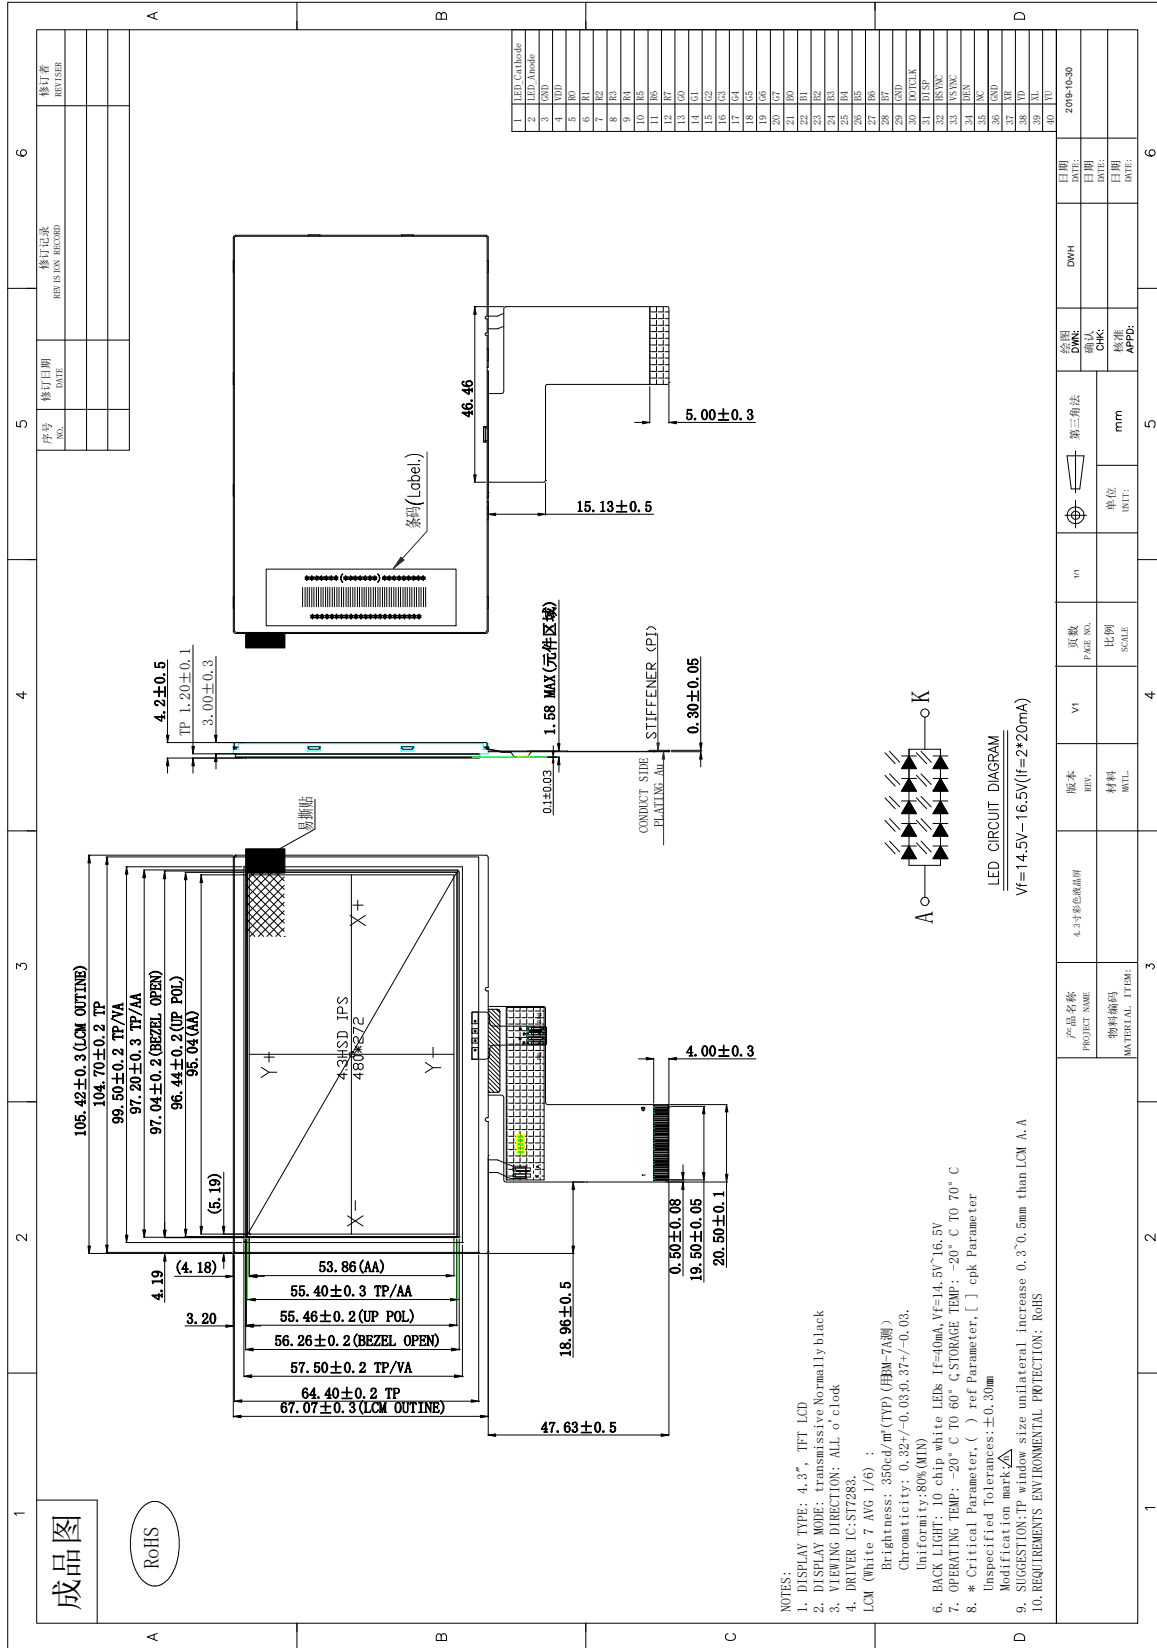 成品图
RoHS
序号 NO.
修订日期 DATE
修订记录 REVISION RECORD
修订者 REVISER
105.42±0.3(LCM OUTINE)
104.70±0.2 TP
99.50±0.2 TP/VA
97.20±0.3 TP/AA
97.04±0.2(BEZEL OPEN)
96.44±0.2(UP POL)
95.04(AA)
(5.19)
4.19
(4.18)
3.20
53.86(AA)
55.40±0.3 TP/AA
55.46±0.2(UP POL)
56.26±0.2(BEZEL OPEN)
57.50±0.2 TP/VA
64.40±0.2 TP
67.07±0.3(LCM OUTINE)
47.63±0.5
18.96±0.5
Y+
Y-
X-
X+
4.3HSD IPS
480*272
易撕贴
0.50±0.08
19.50±0.05
20.50±0.1
4.00±0.3
4.2±0.5
TP 1.20±0.1
3.00±0.3
1.58 MAX(元件区域)
0.1±0.03
CONDUCT SIDE
PLATING Au
STIFFENER (PI)
0.30±0.05
条码(Label.)
46.46
15.13±0.5
5.00±0.3
1 LED_Cathode
2 LED_Anode
3 GND
4 VDD
5 R0
6 R1
7 R2
8 R3
9 R4
10 R5
11 R6
12 R7
13 G0
14 G1
15 G2
16 G3
17 G4
18 G5
19 G6
20 G7
21 B0
22 B1
23 B2
24 B3
25 B4
26 B5
27 B6
28 B7
29 GND
30 DOTCLK
31 DISP
32 HSYNC
33 VSYNC
34 DEN
35 NC
36 GND
37 XR
38 YD
39 XL
40 YU
A
K
LED CIRCUIT DIAGRAM
Vf=14.5V-16.5V(If=2*20mA)
NOTES:
1. DISPLAY TYPE: 4.3", TFT LCD
2. DISPLAY MODE: transmissive Normally black
3. VIEWING DIRECTION: ALL o'clock
4. DRIVER IC:ST7283.
LCM (White 7 AVG 1/6) :
Brightness: 350cd/m²(TYP)(用BM-7A测)
Chromaticity: 0.32+/-0.03;0.37+/-0.03.
Uniformity:80%(MIN)
6. BACK LIGHT: 10 chip white LEDs If=40mA,Vf=14.5V~16.5V
7. OPERATING TEMP: -20° C TO 60° C,STORAGE TEMP: -20° C TO 70° C
8. * Critical Parameter, ( ) ref Parameter, [ ] cpk Parameter
Unspecified Tolerances:±0.30mm
Modification mark:
9. SUGGESTION:TP window size unilateral increase 0.3~0.5mm than LCM A.A
10. REQUIREMENTS ENVIRONMENTAL PROTECTION: RoHS
产品名称 PROJECT NAME
4.3寸彩色液晶屏
版本 REV.
V1
页数 PAGE NO.
1/1
第三角法
绘图 DWN:
DWH
日期 DATE:
2019-10-30
确认 CHK:
日期 DATE:
物料编码 MATERIAL ITEM:
材料 MATL.
比例 SCALE
单位 UNIT:
mm
核准 APPD:
日期 DATE:
1
2
3
4
5
6
1
2
3
4
5
6
A
B
D
A
B
C
D